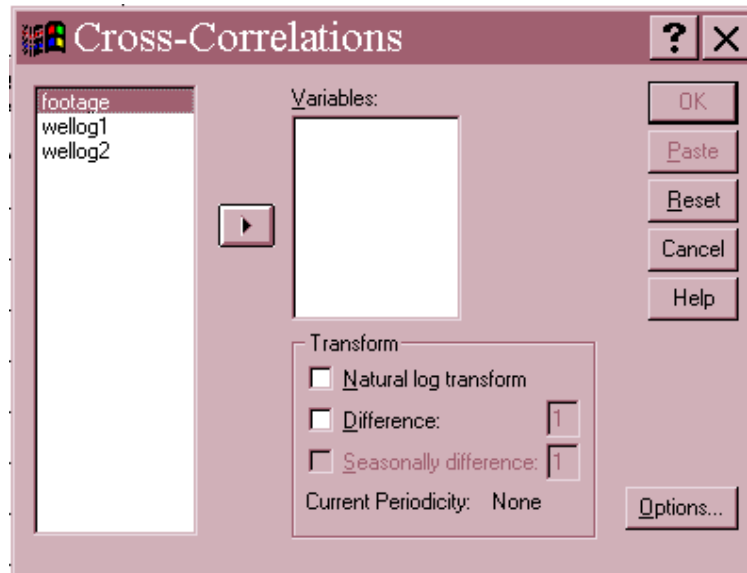 Cross-Correlations
footage
wellog1
wellog2
Variables:
OK
Paste
Reset
Cancel
Help
Transform
Natural log transform
Difference: 1
Seasonally difference: 1
Current Periodicity: None
Options...